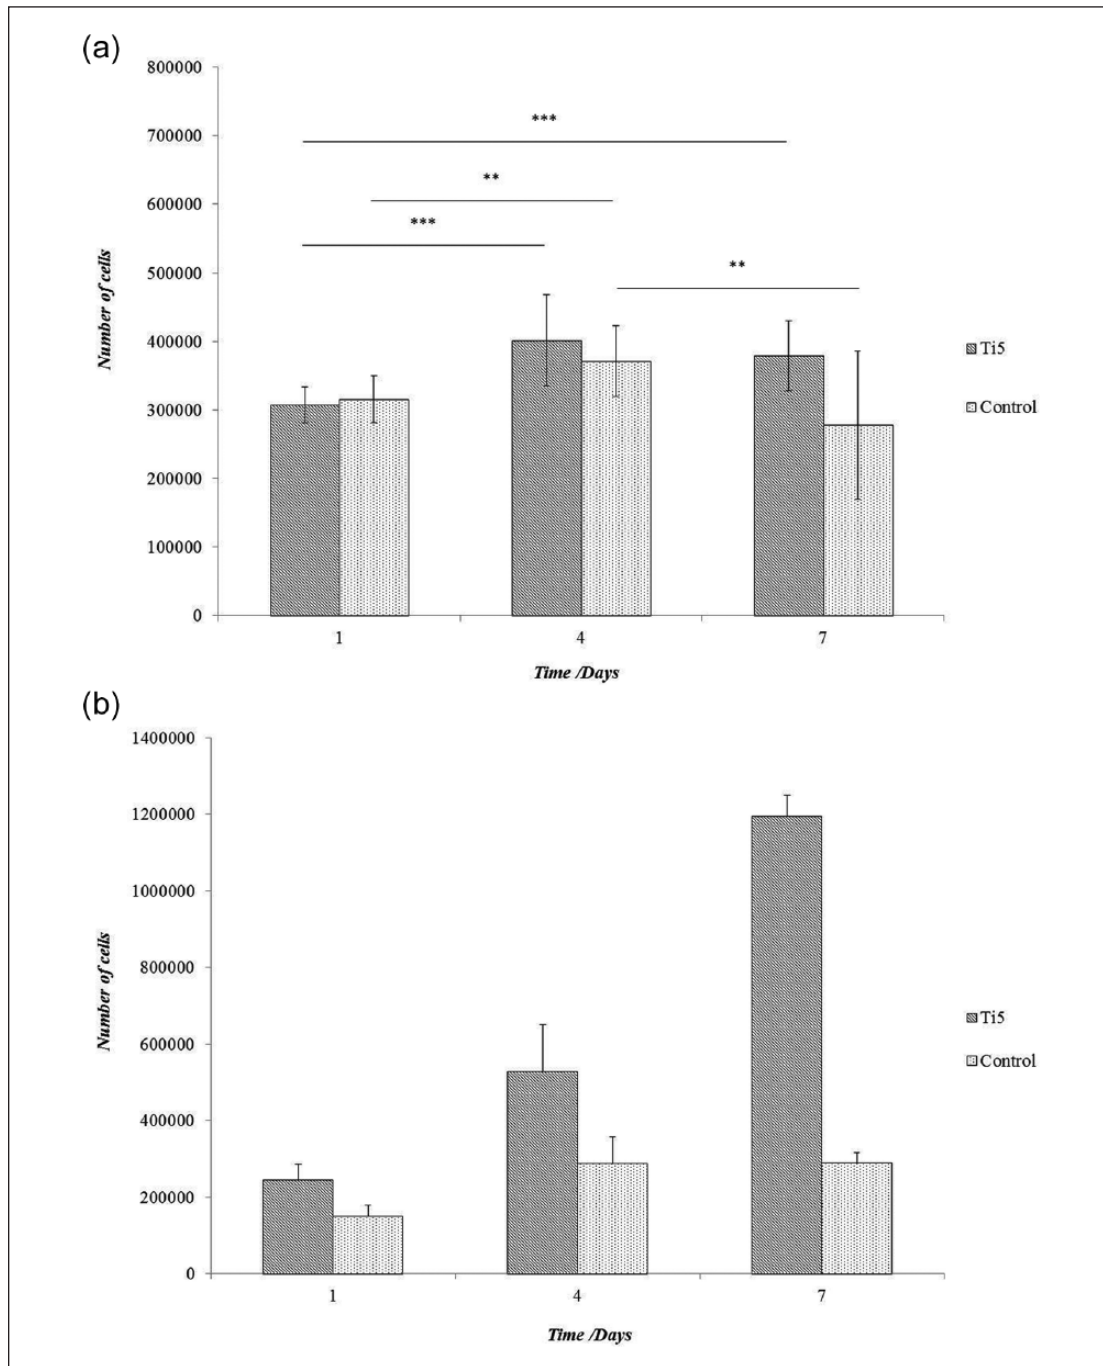 (a)
800000
700000
600000
500000
400000
300000
200000
100000
0
Number of cells
***
**
***
**
Ti5
Control
1 4 7
Time /Days
(b)
1400000
1200000
1000000
800000
600000
400000
200000
0
Number of cells
Ti5
Control
1 4 7
Time /Days